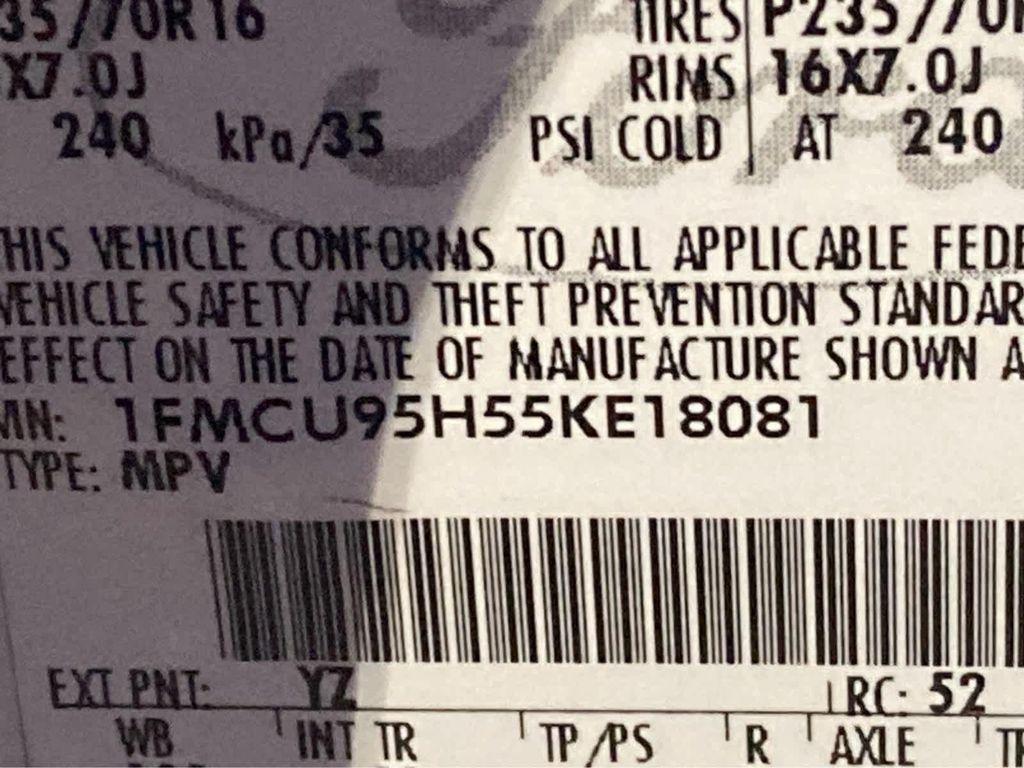 35/70R16 TIRES P235/70R
X7.0J RIMS 16X7.0J
240 kPa/35 PSI COLD AT 240
THIS VEHICLE CONFORMS TO ALL APPLICABLE FEDE
VEHICLE SAFETY AND THEFT PREVENTION STANDAR
EFFECT ON THE DATE OF MANUFACTURE SHOWN A
VIN: 1FMCU95H55KE18081
TYPE: MPV
EXT PNT: YZ RC: 52
WB INT TR TP/PS R AXLE TR